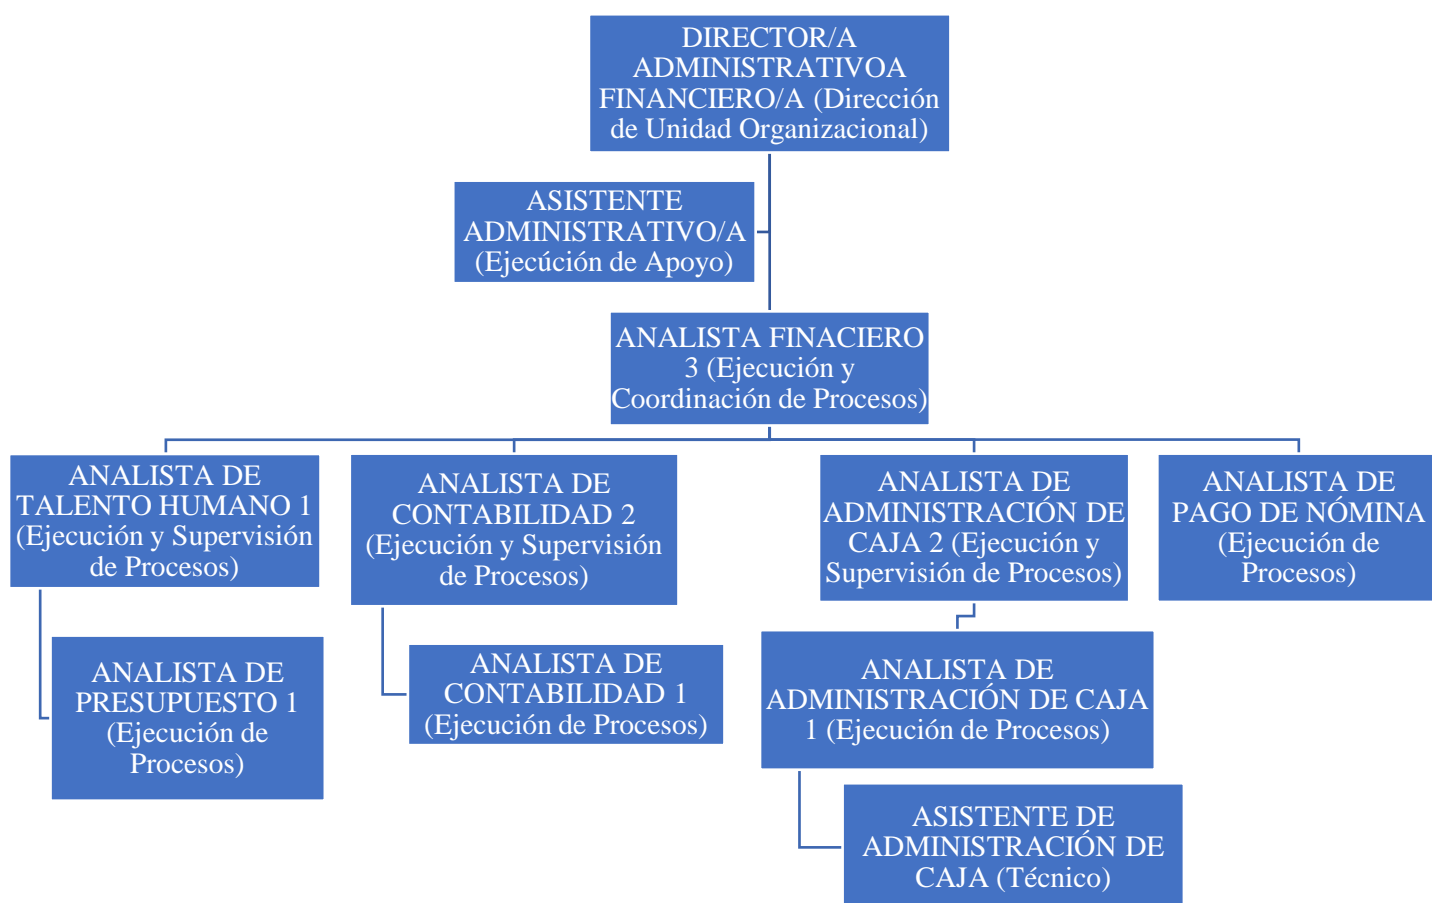 DIRECTOR/A
ADMINISTRATIVOA
FINANCIERO/A (Dirección
de Unidad Organizacional)
ASISTENTE
ADMINISTRATIVO/A
(Ejecúción de Apoyo)
ANALISTA FINACIERO
3 (Ejecución y
Coordinación de Procesos)
ANALISTA DE
TALENTO HUMANO 1
(Ejecución y Supervisión
de Procesos)
ANALISTA DE
CONTABILIDAD 2
(Ejecución y Supervisión
de Procesos)
ANALISTA DE
ADMINISTRACIÓN DE
CAJA 2 (Ejecución y
Supervisión de Procesos)
ANALISTA DE
PAGO DE NÓMINA
(Ejecución de
Procesos)
ANALISTA DE
PRESUPUESTO 1
(Ejecución de
Procesos)
ANALISTA DE
CONTABILIDAD 1
(Ejecución de Procesos)
ANALISTA DE
ADMINISTRACIÓN DE CAJA
1 (Ejecución de Procesos)
ASISTENTE DE
ADMINISTRACIÓN DE
CAJA (Técnico)